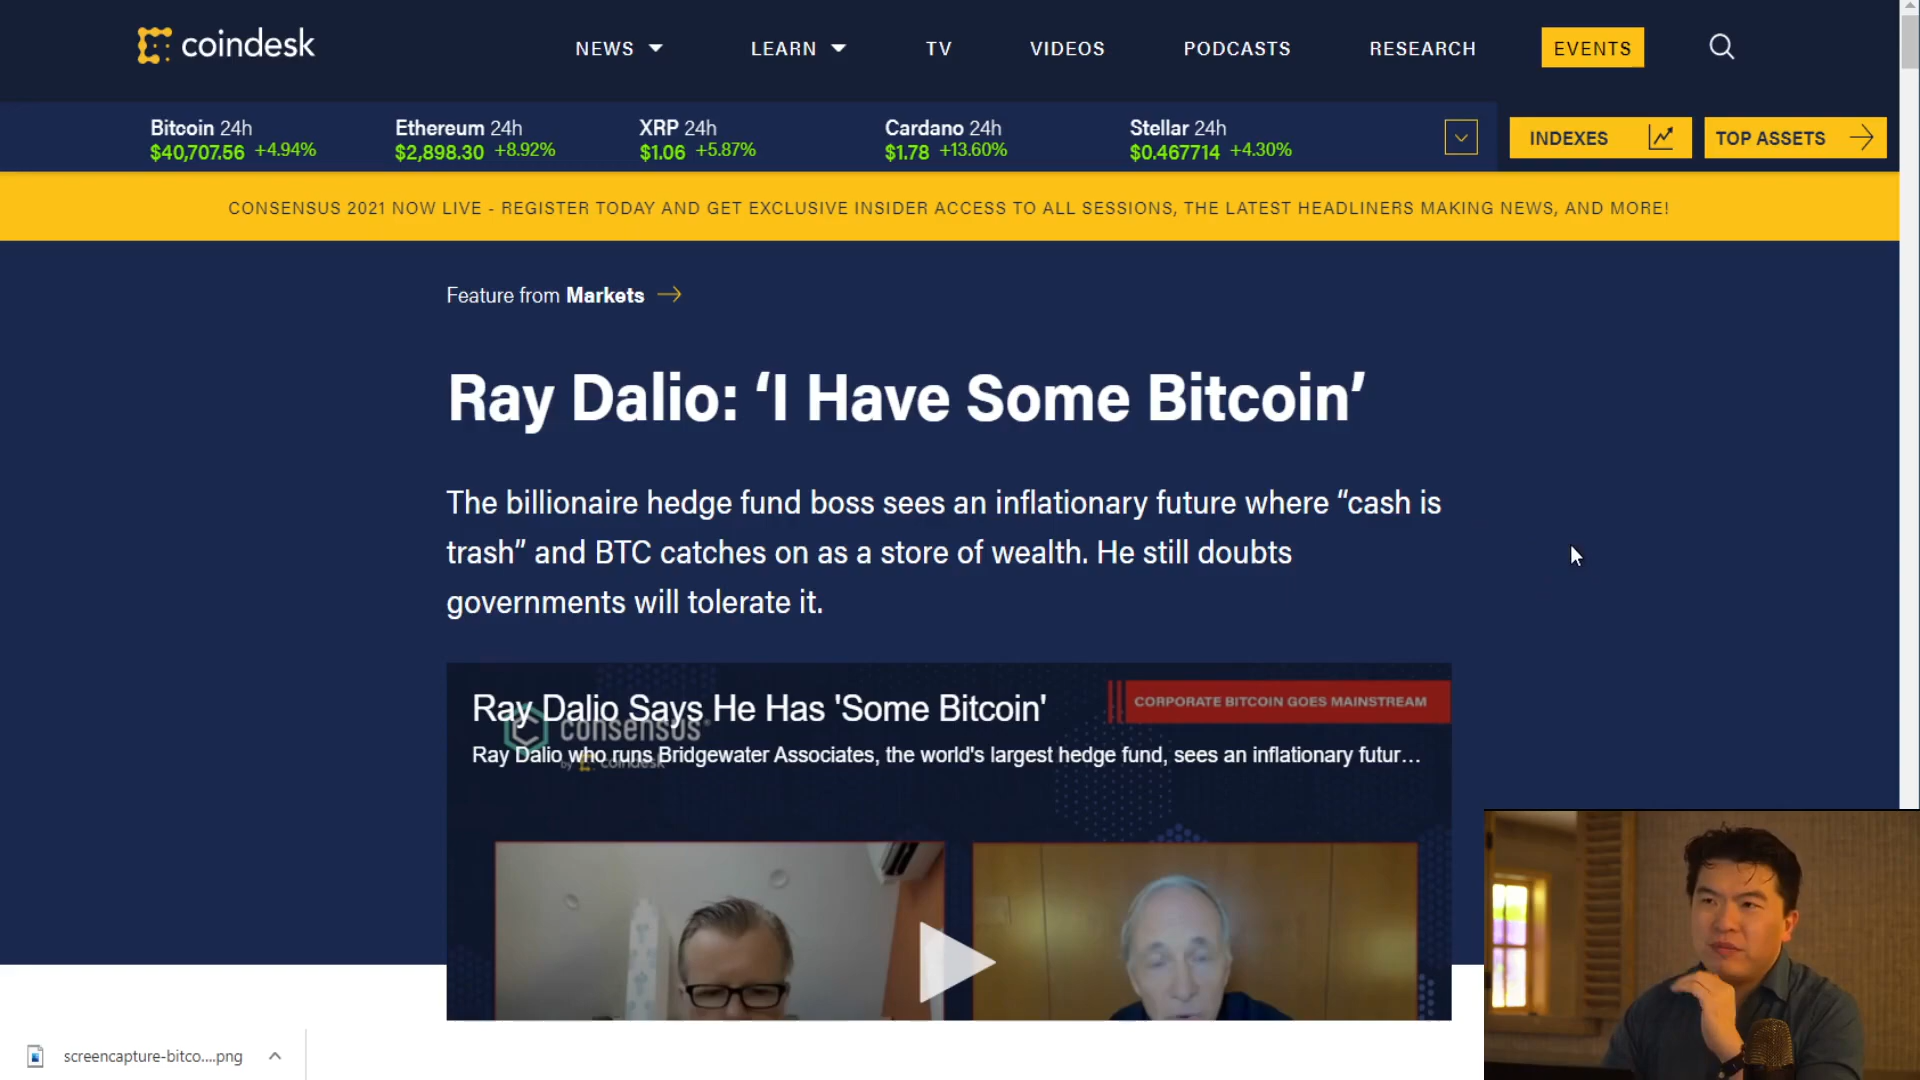 coindesk
NEWS
LEARN
TV
VIDEOS
PODCASTS
RESEARCH
EVENTS
Bitcoin 24h
$40,707.56 +4.94%
Ethereum 24h
$2,898.30 +8.92%
XRP 24h
$1.06 +5.87%
Cardano 24h
$1.78 +13.60%
Stellar 24h
$0.467714 +4.30%
INDEXES
TOP ASSETS
CONSENSUS 2021 NOW LIVE - REGISTER TODAY AND GET EXCLUSIVE INSIDER ACCESS TO ALL SESSIONS, THE LATEST HEADLINERS MAKING NEWS, AND MORE!
Feature from Markets
Ray Dalio: ‘I Have Some Bitcoin’
The billionaire hedge fund boss sees an inflationary future where “cash is
trash” and BTC catches on as a store of wealth. He still doubts
governments will tolerate it.
Ray Dalio Says He Has 'Some Bitcoin'
CORPORATE BITCOIN GOES MAINSTREAM
consensus
Ray Dalio who runs Bridgewater Associates, the world's largest hedge fund, sees an inflationary futur...
by coindesk
screencapture-bitco....png